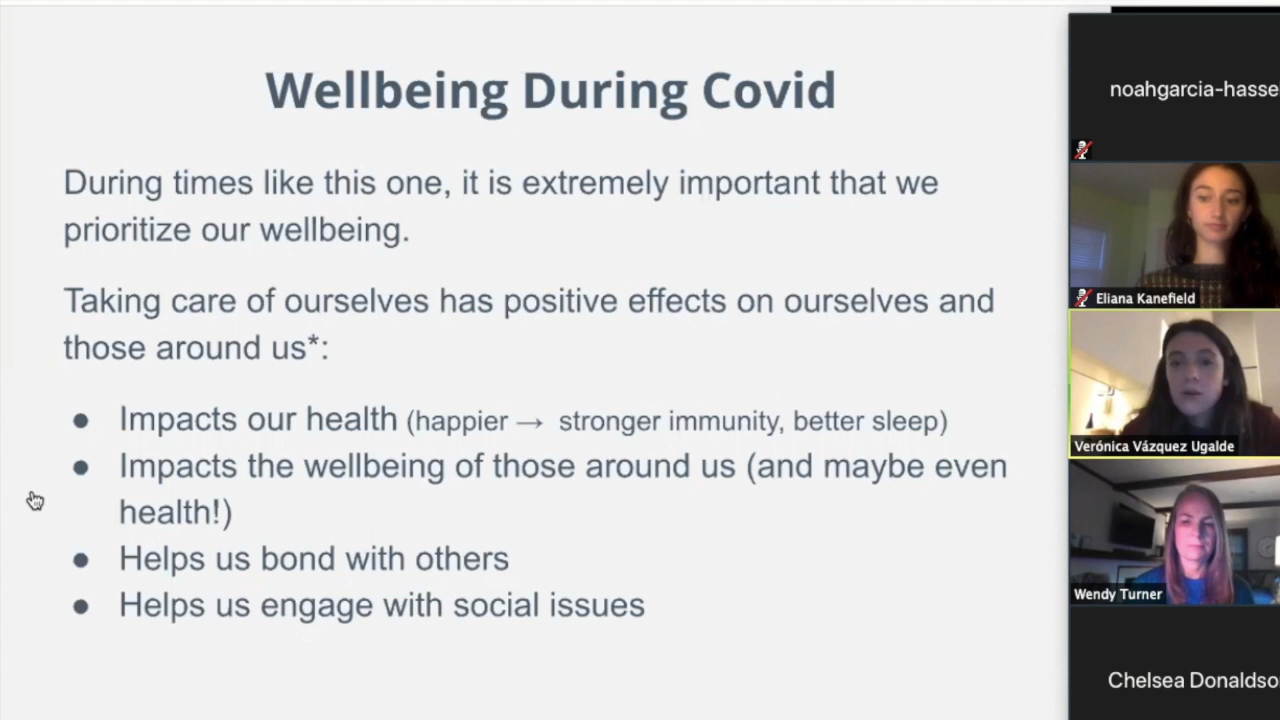 Wellbeing During Covid
During times like this one, it is extremely important that we
prioritize our wellbeing.
Taking care of ourselves has positive effects on ourselves and
those around us*:
● Impacts our health (happier → stronger immunity, better sleep)
● Impacts the wellbeing of those around us (and maybe even
health!)
● Helps us bond with others
● Helps us engage with social issues
noahgarcia-hasse
Eliana Kanefield
Verónica Vázquez Ugalde
Wendy Turner
Chelsea Donaldso